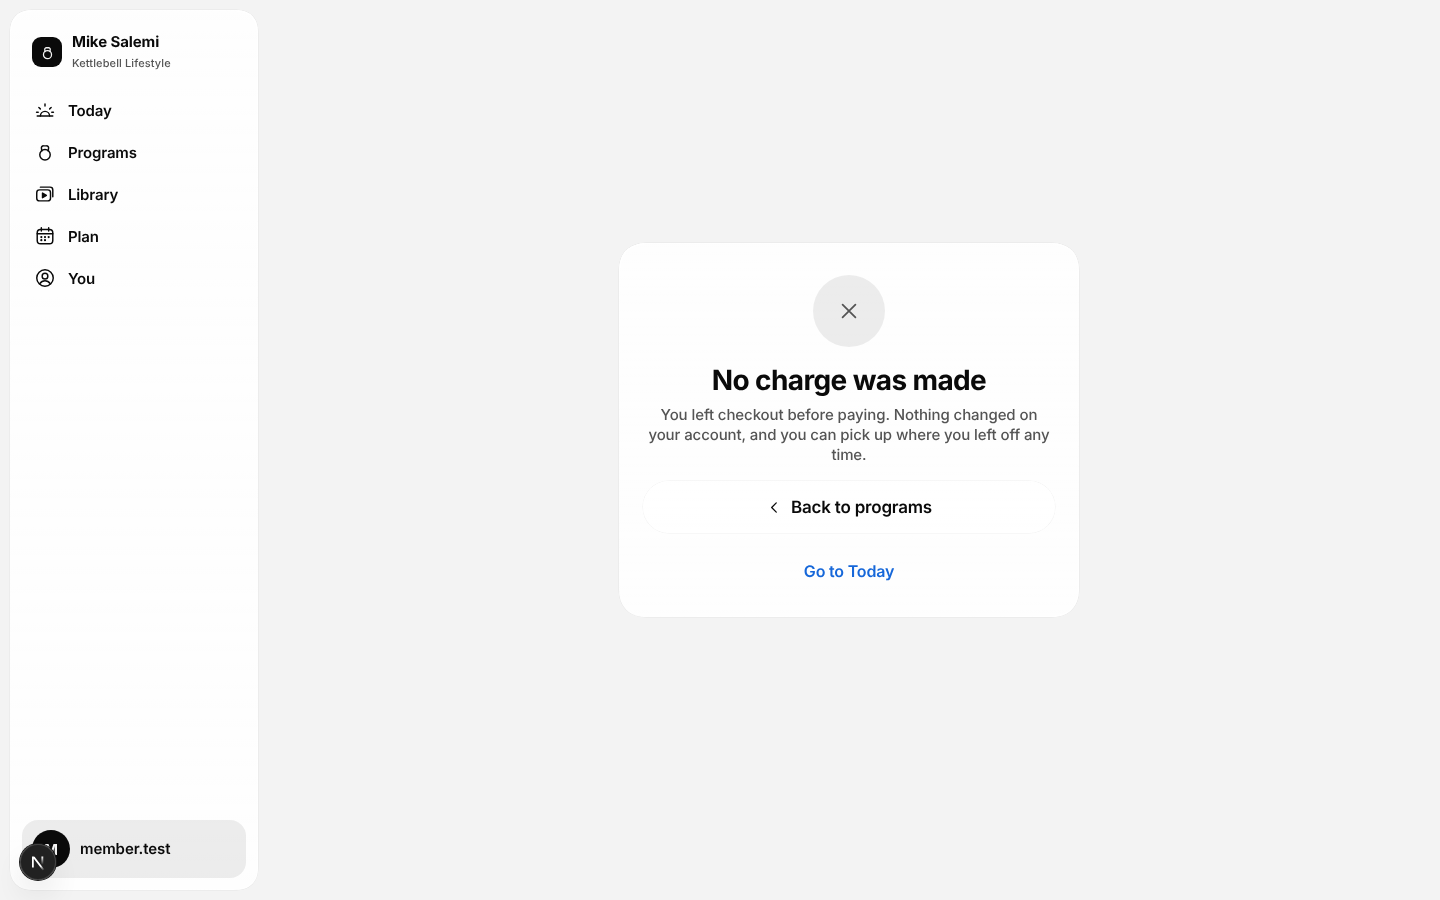 Mike Salemi
Kettlebell Lifestyle
Today
Programs
Library
Plan
You
No charge was made
You left checkout before paying. Nothing changed on
your account, and you can pick up where you left off any
time.
Back to programs
Go to Today
M
member.test
N